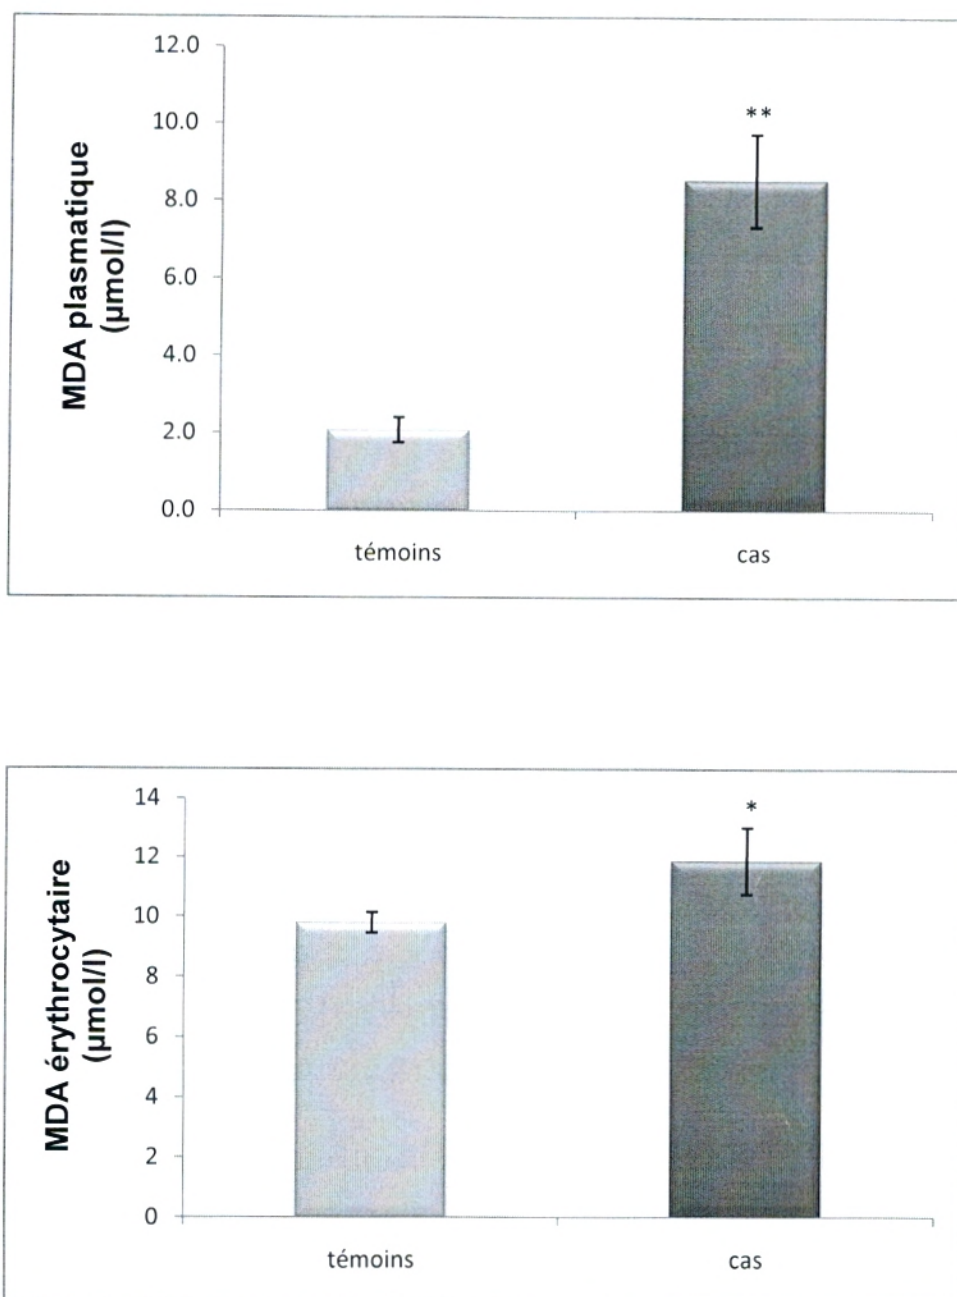 12.0
10.0
8.0
6.0
4.0
2.0
0.0
MDA plasmatique
(µmol/l)
**
témoins
cas
14
12
10
8
6
4
2
0
MDA érythrocytaire
(µmol/l)
*
témoins
cas